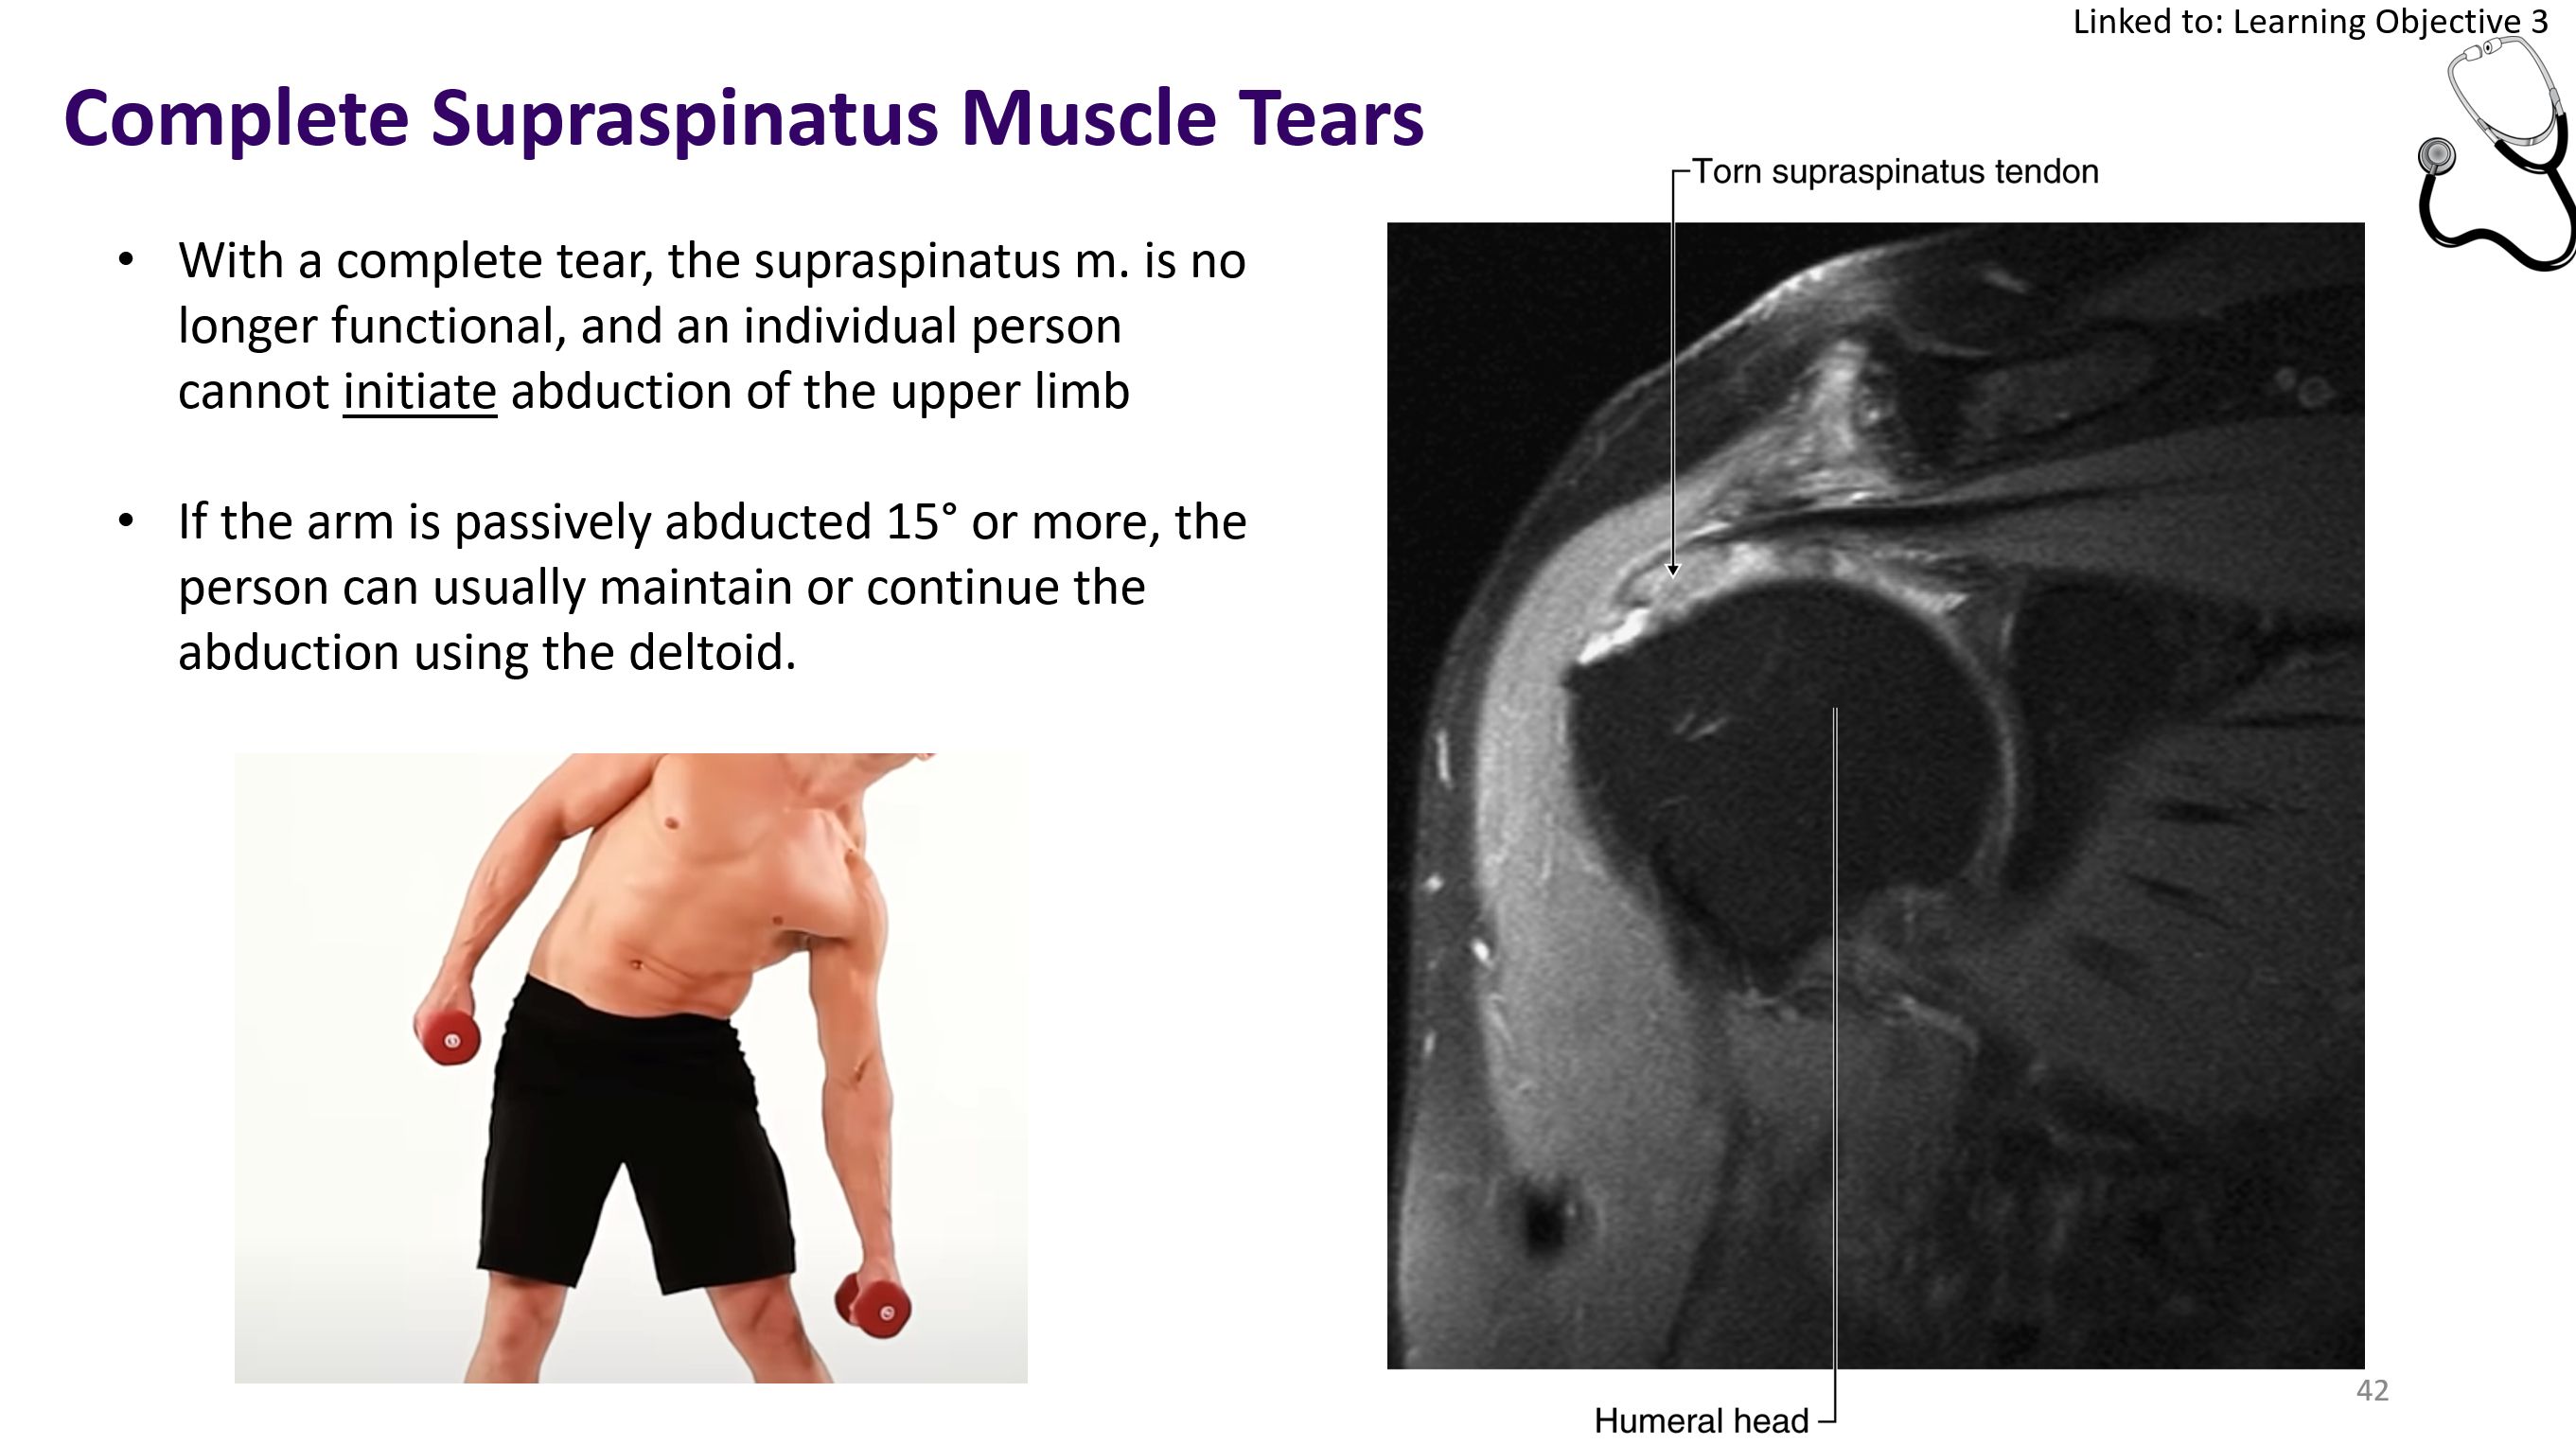 Linked to: Learning Objective 3
Complete Supraspinatus Muscle Tears
Torn supraspinatus tendon
• With a complete tear, the supraspinatus m. is no
longer functional, and an individual person
cannot initiate abduction of the upper limb
• If the arm is passively abducted 15° or more, the
person can usually maintain or continue the
abduction using the deltoid.
42
Humeral head